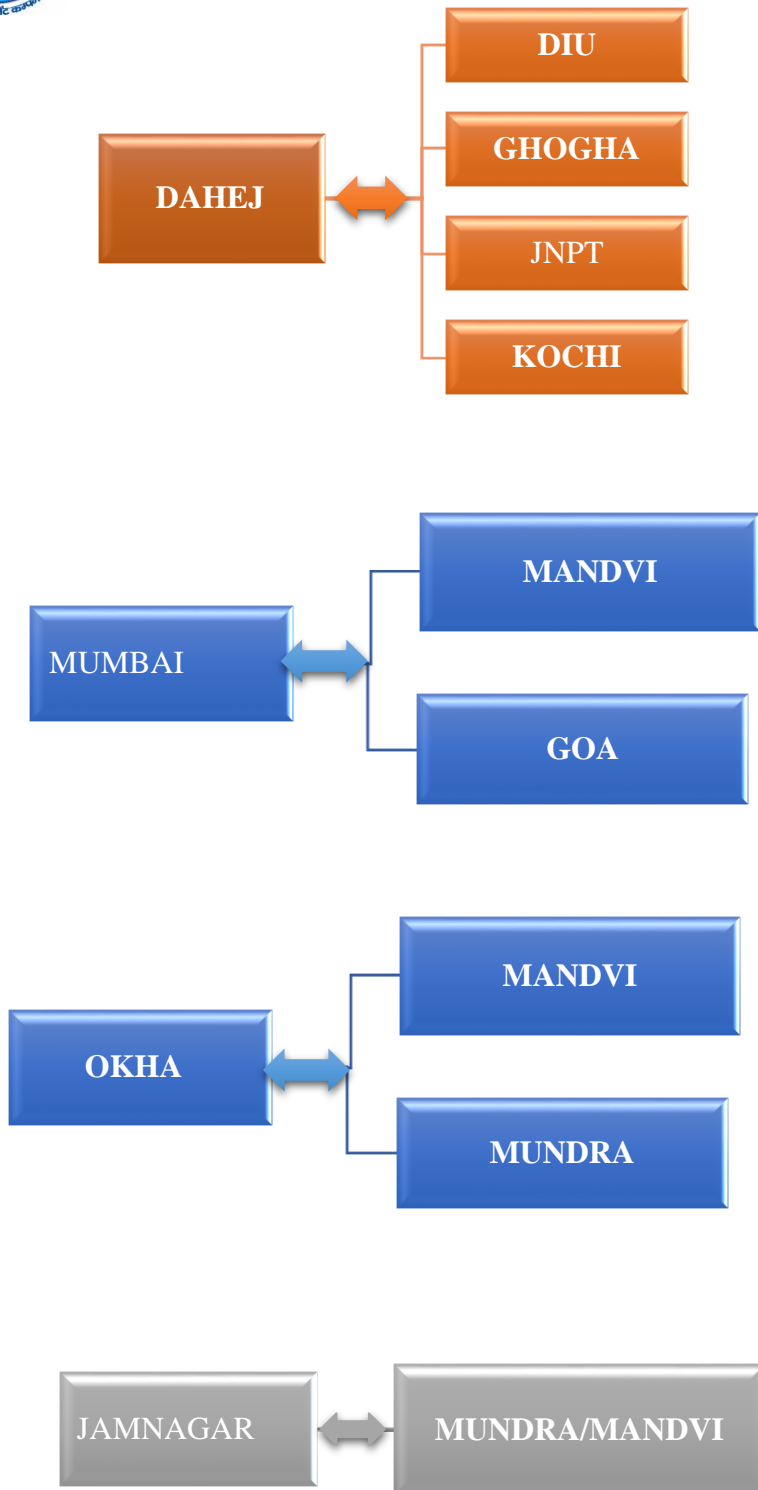 DIU
GHOGHA
DAHEJ
JNPT
KOCHI
MANDVI
MUMBAI
GOA
MANDVI
OKHA
MUNDRA
JAMNAGAR
MUNDRA/MANDVI